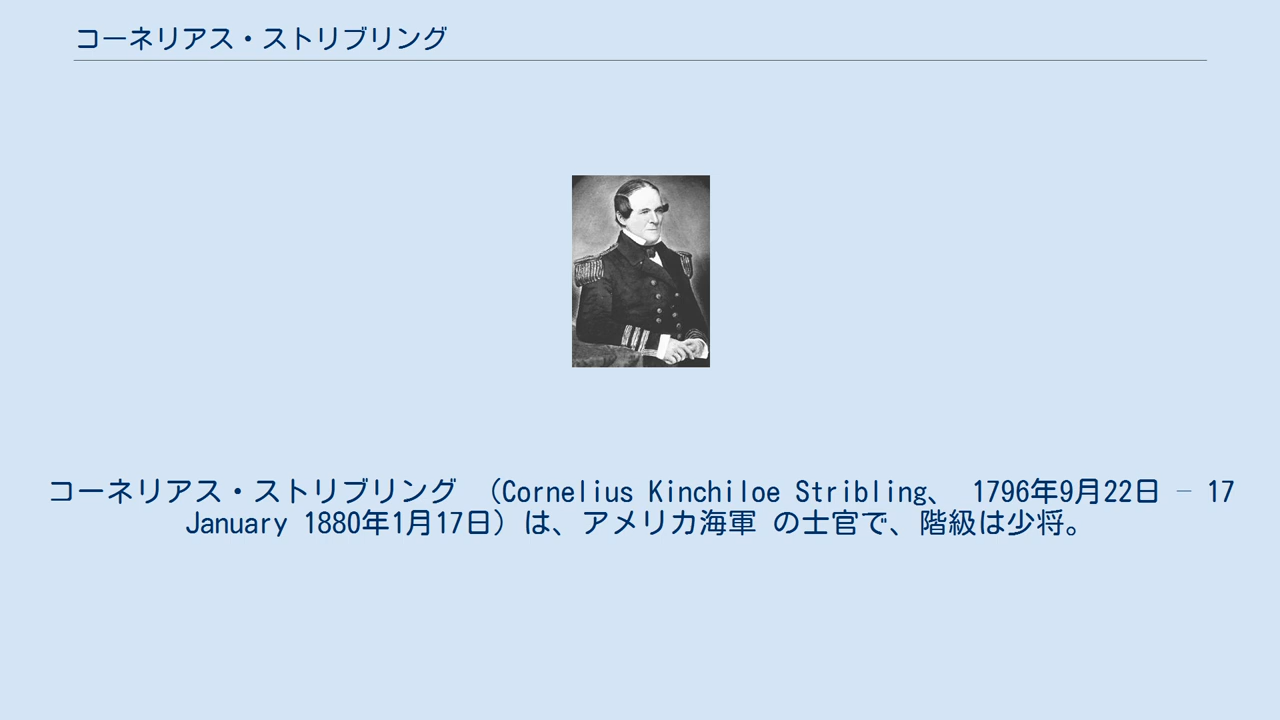 コーネリアス・ストリブリング
コーネリアス・ストリブリング （Cornelius Kinchiloe Stribling、 1796年9月22日 – 17
January 1880年1月17日）は、アメリカ海軍 の士官で、階級は少将。